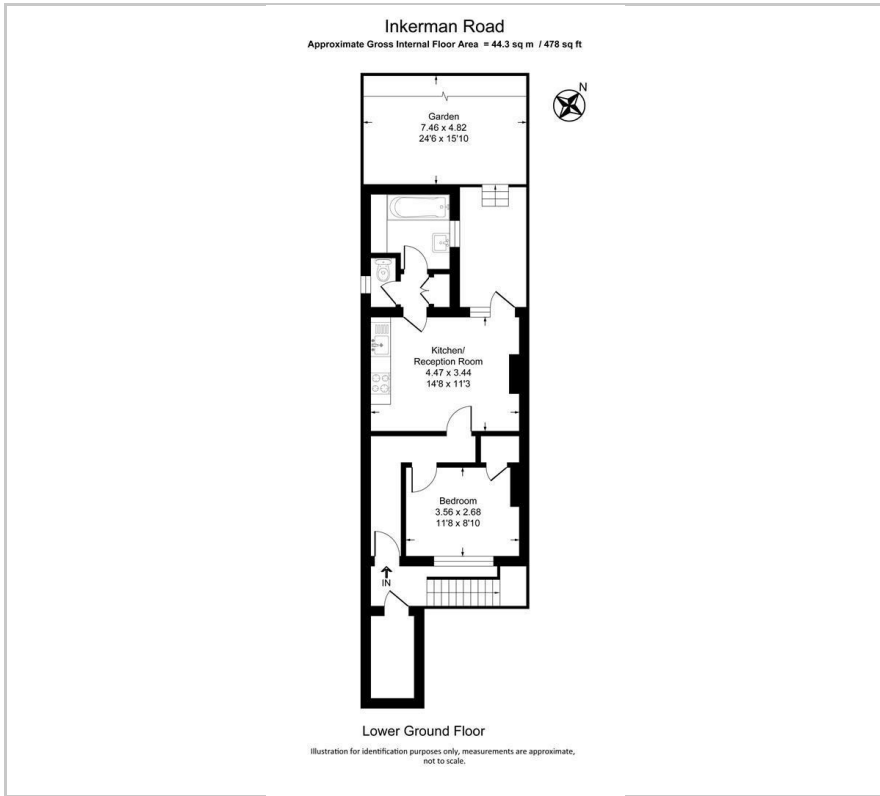 Inkerman Road
Approximate Gross Internal Floor Area = 44.3 sq m / 478 sq ft
N
Garden
7.46 x 4.82
24'6 x 15'10
Kitchen/
Reception Room
4.47 x 3.44
14'8 x 11'3
Bedroom
3.56 x 2.68
11'8 x 8'10
IN
Lower Ground Floor
Illustration for identification purposes only, measurements are approximate,
not to scale.